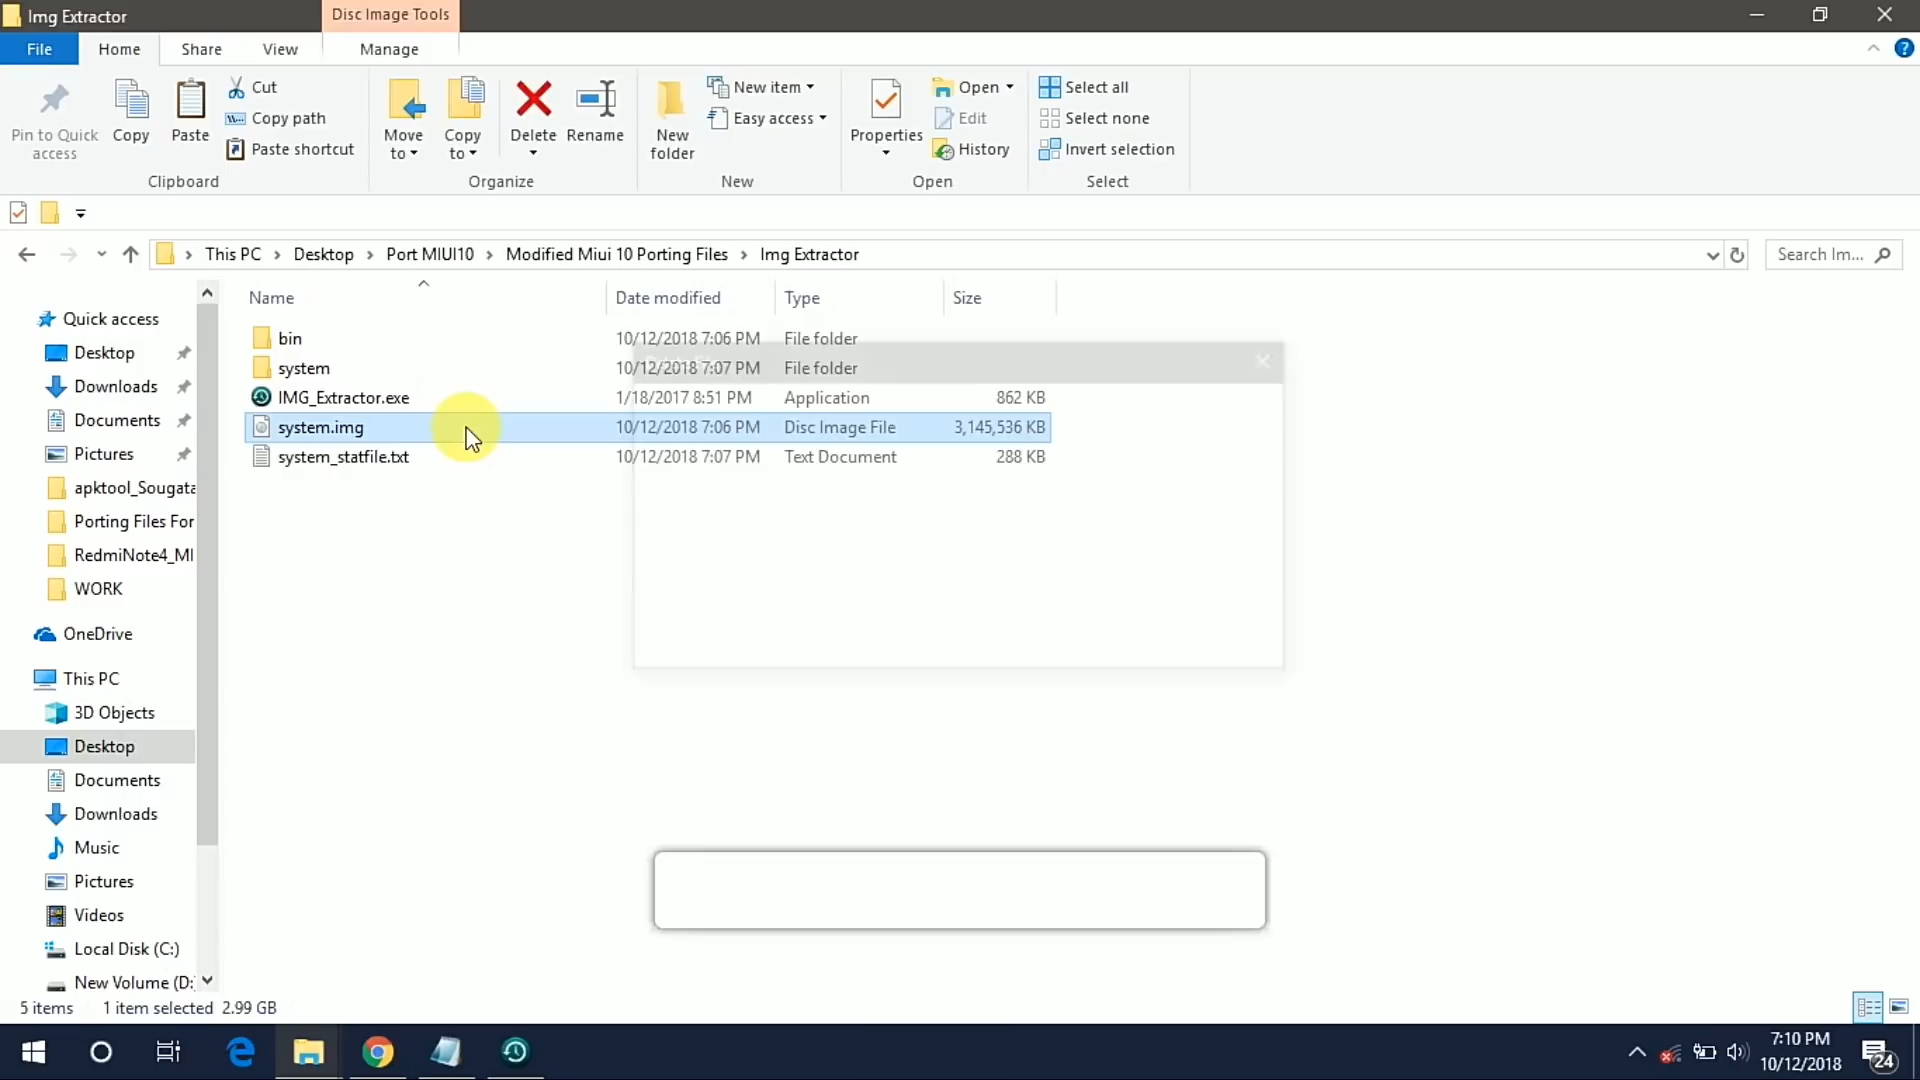 Img Extractor
Disc Image Tools
File
Home
Share
View
Manage
Pin to Quick access
Copy
Paste
Cut
Copy path
Paste shortcut
Clipboard
Move to
Copy to
Delete
Rename
Organize
New folder
New item
Easy access
New
Properties
Open
Edit
History
Open
Select all
Select none
Invert selection
Select
This PC
Desktop
Port MIUI10
Modified Miui 10 Porting Files
Img Extractor
Search Im...
Name
Date modified
Type
Size
bin 10/12/2018 7:06 PM File folder
system 10/12/2018 7:07 PM File folder
IMG_Extractor.exe 1/18/2017 8:51 PM Application 862 KB
system.img 10/12/2018 7:06 PM Disc Image File 3,145,536 KB
system_statfile.txt 10/12/2018 7:07 PM Text Document 288 KB
Quick access
Desktop
Downloads
Documents
Pictures
apktool_Sougata
Porting Files For
RedmiNote4_MI
WORK
OneDrive
This PC
3D Objects
Desktop
Documents
Downloads
Music
Pictures
Videos
Local Disk (C:)
New Volume (D:
5 items 1 item selected 2.99 GB
7:10 PM
10/12/2018
24